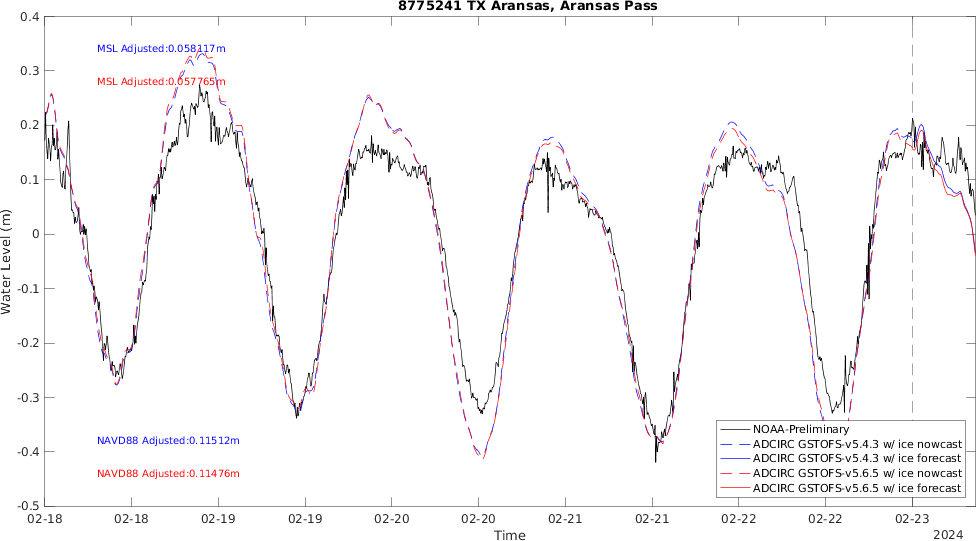 8775241 TX Aransas, Aransas Pass
0.4
0.3
0.2
0.1
0
-0.1
-0.2
-0.3
-0.4
-0.5
Water Level (m)
MSL Adjusted:0.058117m
MSL Adjusted:0.057765m
NAVD88 Adjusted:0.11512m
NAVD88 Adjusted:0.11476m
NOAA-Preliminary
ADCIRC GSTOFS-v5.4.3 w/ ice nowcast
ADCIRC GSTOFS-v5.4.3 w/ ice forecast
ADCIRC GSTOFS-v5.6.5 w/ ice nowcast
ADCIRC GSTOFS-v5.6.5 w/ ice forecast
02-18 02-18 02-19 02-19 02-20 02-20 02-21 02-21 02-22 02-22 02-23
Time
2024